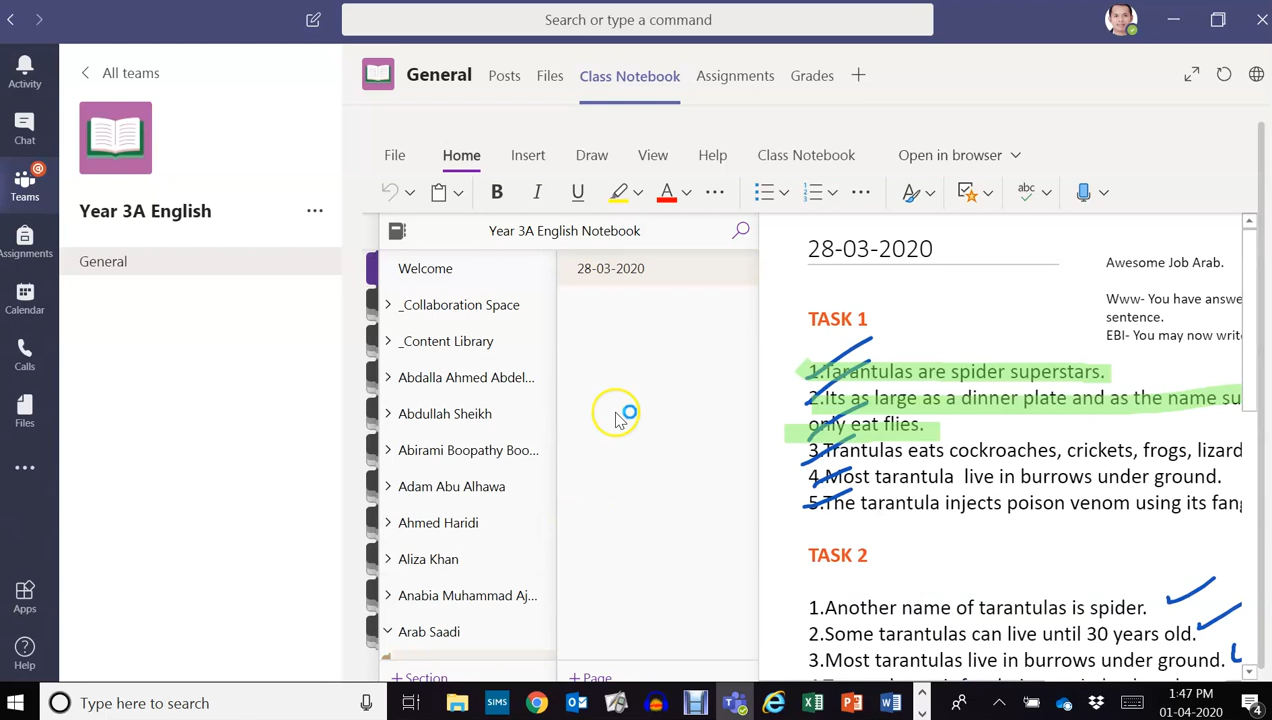 Search or type a command
Activity
Chat
Teams
Assignments
Calendar
Calls
Files
Apps
Help
All teams
Year 3A English
General
General
Posts
Files
Class Notebook
Assignments
Grades
File
Home
Insert
Draw
View
Help
Class Notebook
Open in browser
B
I
U
A
abc
Year 3A English Notebook
Welcome
_Collaboration Space
_Content Library
Abdalla Ahmed Abdel...
Abdullah Sheikh
Abirami Boopathy Boo...
Adam Abu Alhawa
Ahmed Haridi
Aliza Khan
Anabia Muhammad Aj...
Arab Saadi
+ Section
28-03-2020
+ Page
28-03-2020
Awesome Job Arab.
Www- You have answe
sentence.
EBI- You may now write
TASK 1
1.Tarantulas are spider superstars.
2.Its as large as a dinner plate and as the name su
only eat flies.
3.Trantulas eats cockroaches, crickets, frogs, lizard
4.Most tarantula live in burrows under ground.
5.The tarantula injects poison venom using its fang
TASK 2
1.Another name of tarantulas is spider.
2.Some tarantulas can live until 30 years old.
3.Most tarantulas live in burrows under ground.
Type here to search
SIMS
1:47 PM
01-04-2020
4